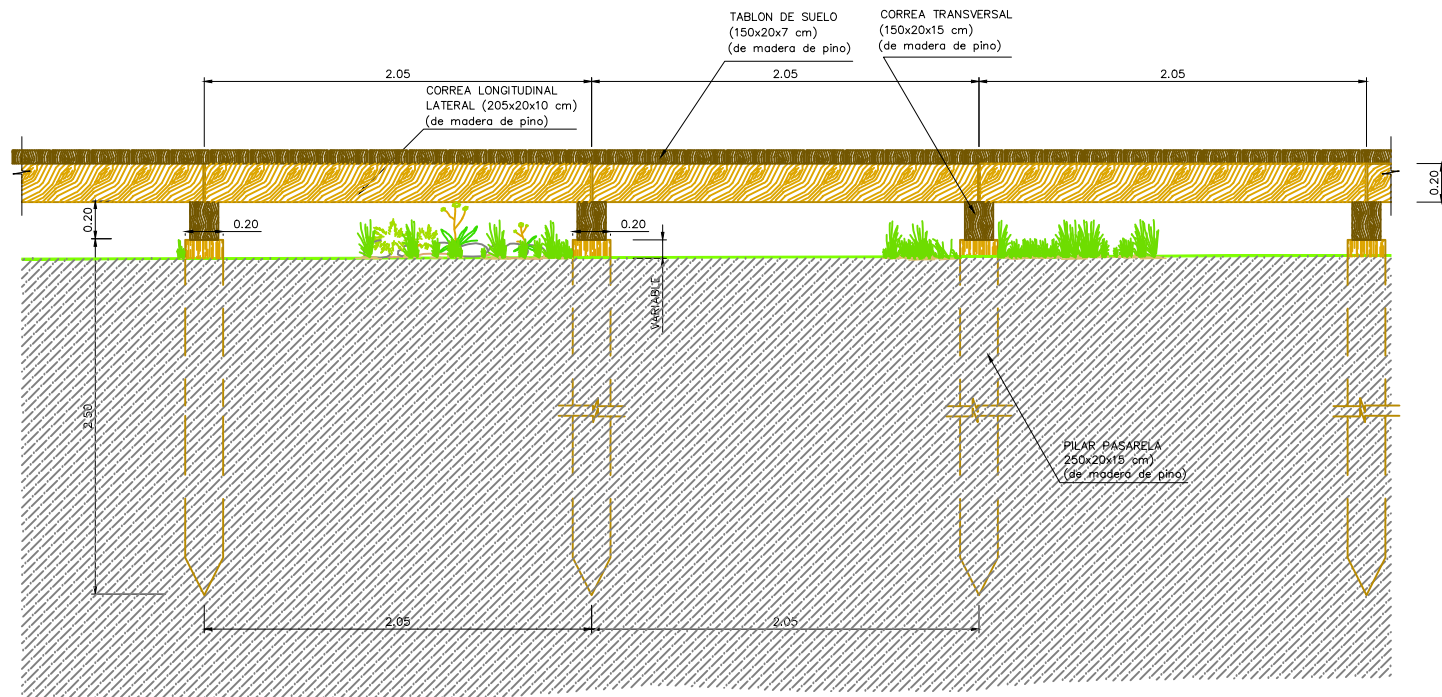 TABLON DE SUELO
(150x20x7 cm)
(de madera de pino)
CORREA TRANSVERSAL
(150x20x15 cm)
(de madera de pino)
2.05
2.05
2.05
CORREA LONGITUDINAL
LATERAL (205x20x10 cm)
(de madera de pino)
0.20
0.20
0.20
0.20
VARIABLE
2.50
PILAR PASARELA
250x20x15 cm)
(de madera de pino)
2.05
2.05